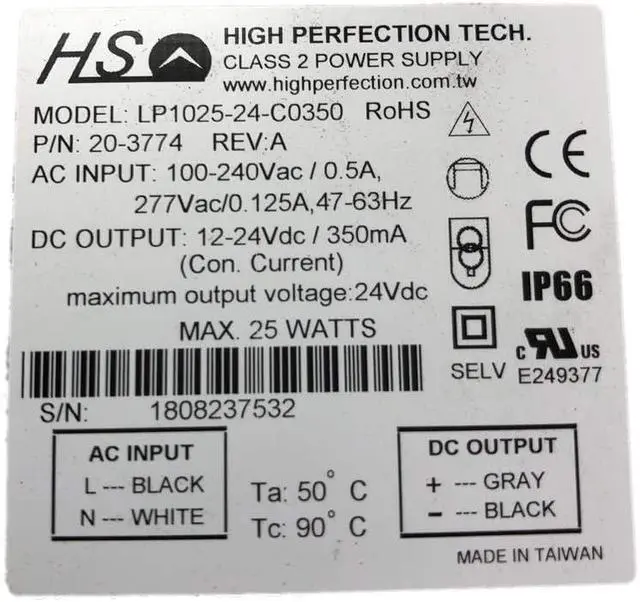 HS
HIGH PERFECTION TECH.
CLASS 2 POWER SUPPLY
www.highperfection.com.tw
MODEL: LP1025-24-C0350 RoHS
P/N: 20-3774 REV:A
AC INPUT: 100-240Vac / 0.5A,
277Vac/0.125A,47-63Hz
DC OUTPUT: 12-24Vdc / 350mA
(Con. Current)
maximum output voltage:24Vdc
MAX. 25 WATTS
CE
FC
IP66
c RU US
SELV E249377
S/N: 1808237532
AC INPUT
L --- BLACK
N --- WHITE
Ta: 50° C
Tc: 90° C
DC OUTPUT
+ --- GRAY
- --- BLACK
MADE IN TAIWAN